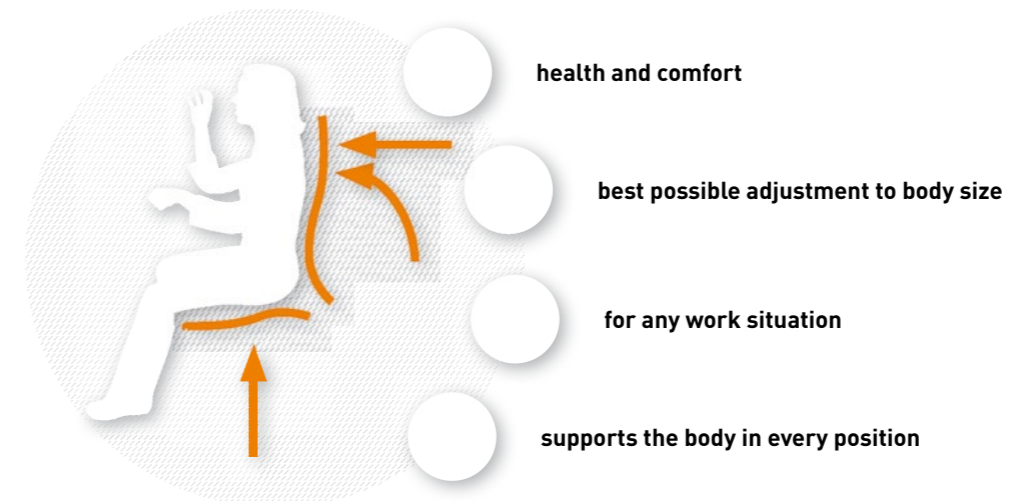 health and comfort
best possible adjustment to body size
for any work situation
supports the body in every position